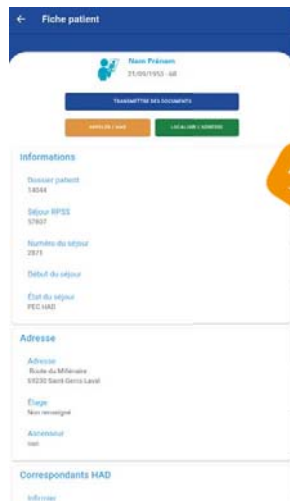 ← Fiche patient
Nom Prénom
21/09/1953 - 68
TRANSMETTRE DES DOCUMENTS
APPELER L'HAD
LOCALISER L'ADRESSE
Informations
Dossier patient
14044
Séjour RPSS
57607
Numéro du séjour
2871
Début du séjour
État du séjour
PEC HAD
Adresse
Adresse
Route du Millénaire
69230 Saint-Genis-Laval
Étage
Non renseigné
Ascenseur
non
Correspondants HAD
Infirmier